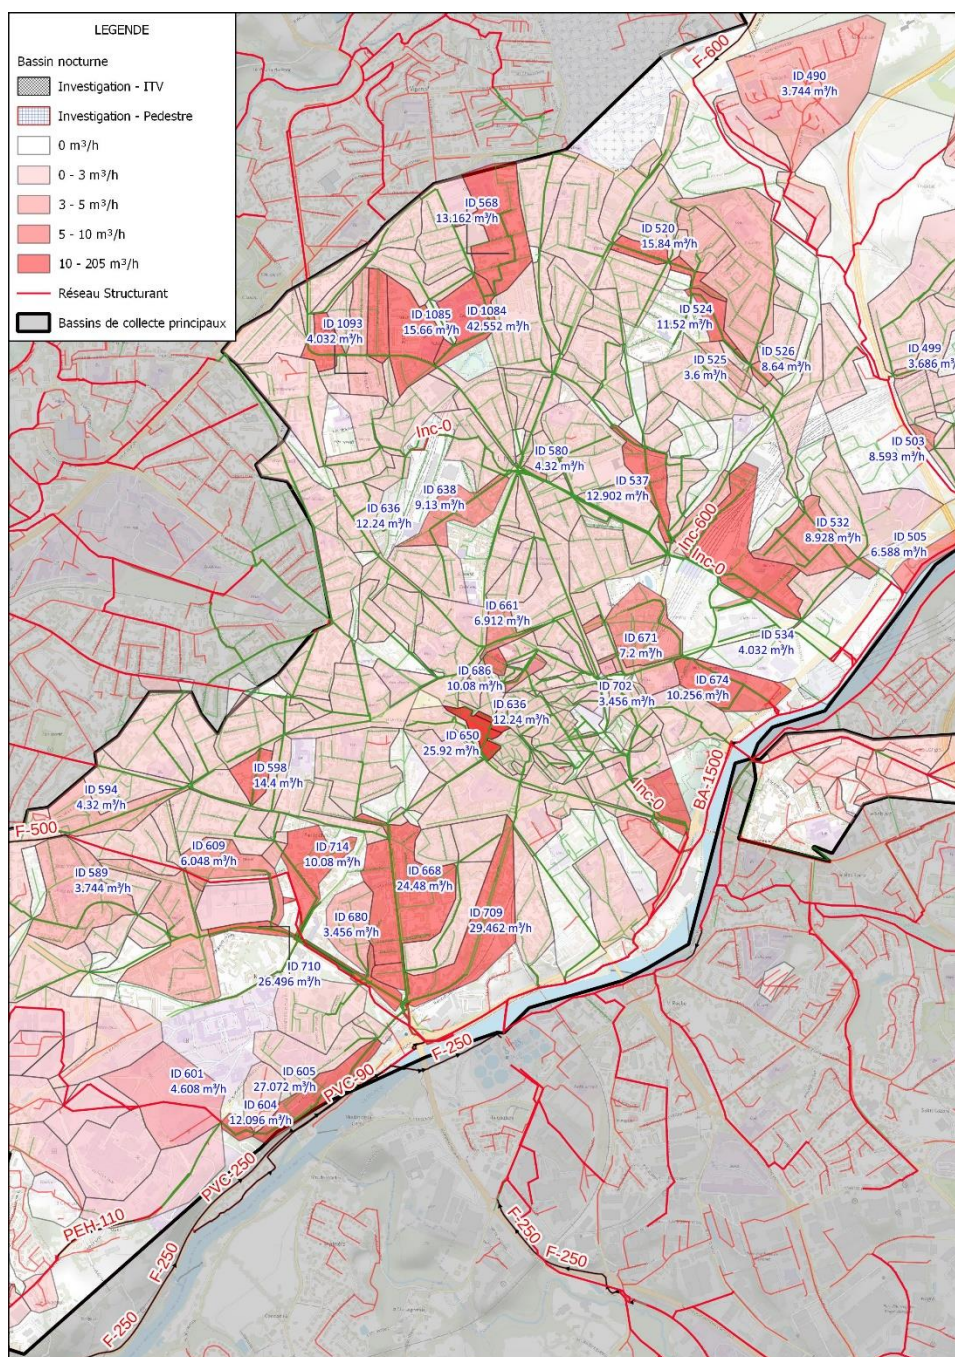 LEGENDE
Bassin nocturne
Investigation - ITV
Investigation - Pedestre
0 m³/h
0 - 3 m³/h
3 - 5 m³/h
5 - 10 m³/h
10 - 205 m³/h
Réseau Structurant
Bassins de collecte principaux
F-600
ID 490
3.744 m³/h
ID 568
13.162 m³/h
ID 520
15.84 m³/h
ID 1093
4.032 m³/h
ID 1085
15.66 m³/h
ID 1084
42.552 m³/h
ID 524
11.52 m³/h
ID 525
3.6 m³/h
ID 526
8.64 m³/h
ID 499
3.686 m³/h
Inc-0
ID 503
8.593 m³/h
ID 580
4.32 m³/h
ID 537
12.902 m³/h
ID 638
9.13 m³/h
ID 636
12.24 m³/h
Inc-600
Inc-0
ID 532
8.928 m³/h
ID 505
6.588 m³/h
ID 661
6.912 m³/h
ID 671
7.2 m³/h
ID 534
4.032 m³/h
ID 686
10.08 m³/h
ID 702
3.456 m³/h
ID 674
10.256 m³/h
ID 636
12.24 m³/h
ID 650
25.92 m³/h
ID 598
14.4 m³/h
ID 594
4.32 m³/h
Inc-0
BA-1500
F-500
ID 609
6.048 m³/h
ID 714
10.08 m³/h
ID 589
3.744 m³/h
ID 668
24.48 m³/h
ID 680
3.456 m³/h
ID 709
29.462 m³/h
ID 710
26.496 m³/h
F-250
PVC-90
ID 601
4.608 m³/h
ID 605
27.072 m³/h
ID 604
12.096 m³/h
PVC-250
PEH-110
F-250
F-250
F-250
F-250